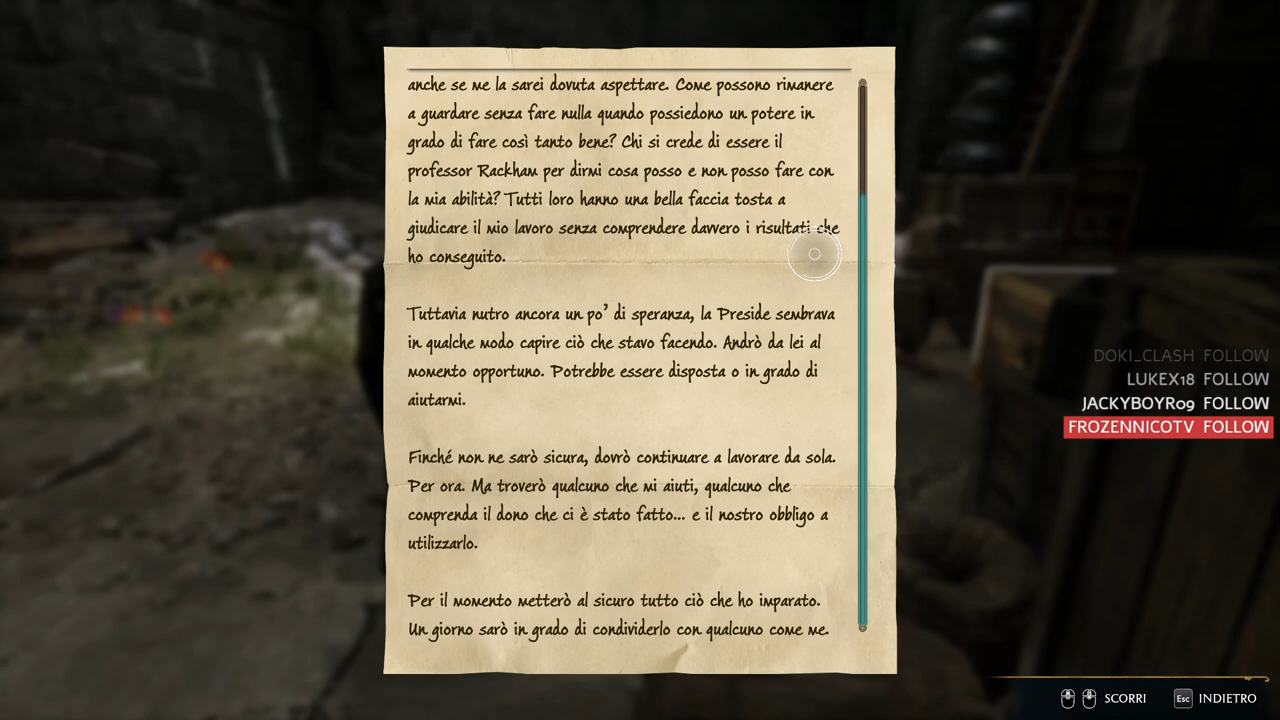 anche se me la sarei dovuta aspettare. Come possono rimanere
a guardare senza fare nulla quando possiedono un potere in
grado di fare così tanto bene? Chi si crede di essere il
professor Rackham per dirmi cosa posso e non posso fare con
la mia abilità? Tutti loro hanno una bella faccia tosta a
giudicare il mio lavoro senza comprendere davvero i risultati che
ho conseguito.
Tuttavia nutro ancora un po' di speranza, la Preside sembrava
in qualche modo capire ciò che stavo facendo. Andrò da lei al
momento opportuno. Potrebbe essere disposta o in grado di
aiutarmi.
Finché non ne sarò sicura, dovrò continuare a lavorare da sola.
Per ora. Ma troverò qualcuno che mi aiuti, qualcuno che
comprenda il dono che ci è stato fatto... e il nostro obbligo a
utilizzarlo.
Per il momento metterò al sicuro tutto ciò che ho imparato.
Un giorno sarò in grado di condividerlo con qualcuno come me.
DOKI_CLASH FOLLOW
LUKEX18 FOLLOW
JACKYBOYR09 FOLLOW
FROZENNICOTV FOLLOW
SCORRI Esc INDIETRO